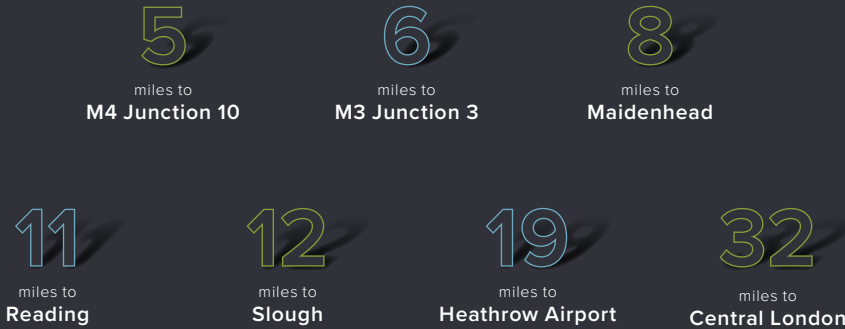 5
miles to
M4 Junction 10
6
miles to
M3 Junction 3
8
miles to
Maidenhead
11
miles to
Reading
12
miles to
Slough
19
miles to
Heathrow Airport
32
miles to
Central London